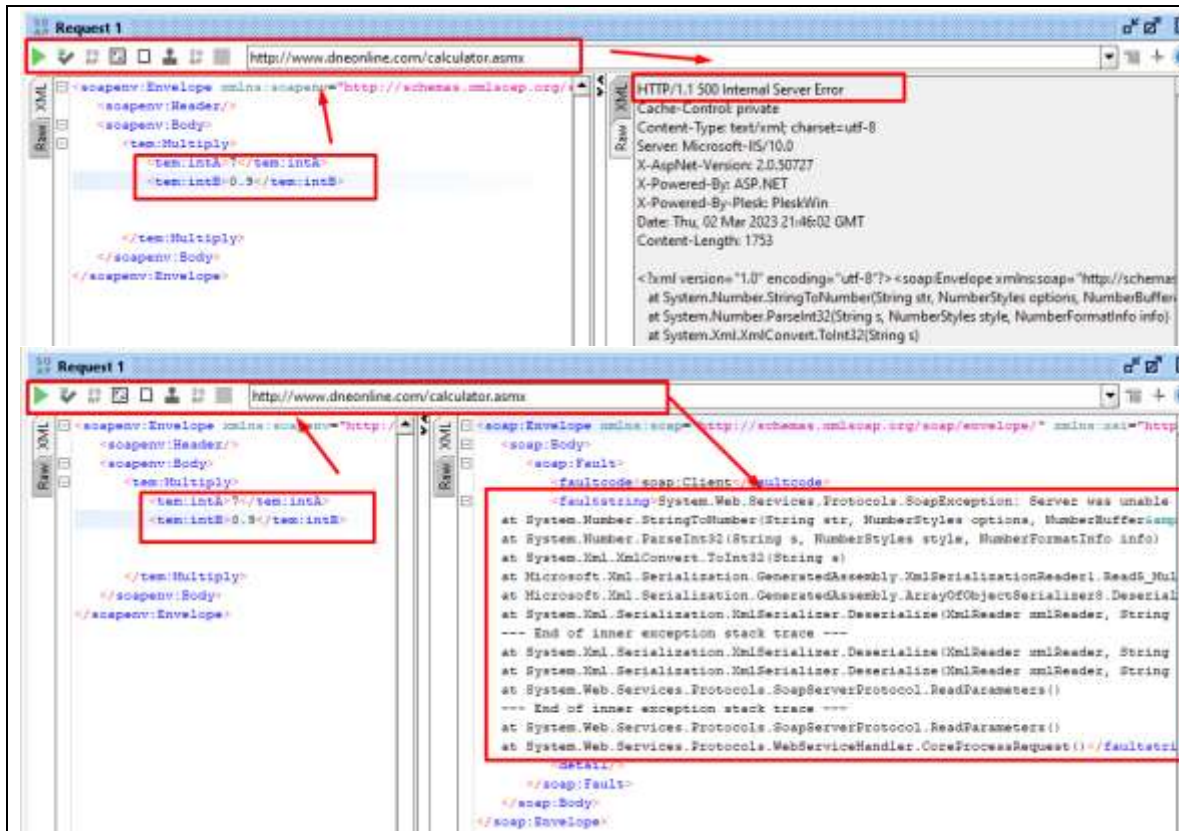 Request 1
http://www.dneonline.com/calculator.asmx
XML
Raw
<soapenv:Envelope xmlns:soapenv="http://schemas.xmlsoap.org/
<soapenv:Header/>
<soapenv:Body>
<tem:Multiply>
<tem:intA>7</tem:intA>
<tem:intB>0.9</tem:intB>
</tem:Multiply>
</soapenv:Body>
</soapenv:Envelope>
XML
Raw
HTTP/1.1 500 Internal Server Error
Cache-Control: private
Content-Type: text/xml; charset=utf-8
Server: Microsoft-IIS/10.0
X-AspNet-Version: 2.0.50727
X-Powered-By: ASP.NET
X-Powered-By-Plesk: PleskWin
Date: Thu, 02 Mar 2023 21:46:02 GMT
Content-Length: 1753
<?xml version="1.0" encoding="utf-8"?><soap:Envelope xmlns:soap="http://schemas
at System.Number.StringToNumber(String str, NumberStyles options, NumberBuffer
at System.Number.ParseInt32(String s, NumberStyles style, NumberFormatInfo info)
at System.Xml.XmlConvert.ToInt32(String s)
Request 1
http://www.dneonline.com/calculator.asmx
XML
Raw
<soapenv:Envelope xmlns:soapenv="http:/
<soapenv:Header/>
<soapenv:Body>
<tem:Multiply>
<tem:intA>7</tem:intA>
<tem:intB>0.9</tem:intB>
</tem:Multiply>
</soapenv:Body>
</soapenv:Envelope>
XML
Raw
<soap:Envelope xmlns:soap="http://schemas.xmlsoap.org/soap/envelope/" xmlns:xsi="http
<soap:Body>
<soap:Fault>
<faultcode>soap:Client</faultcode>
<faultstring>System.Web.Services.Protocols.SoapException: Server was unable
at System.Number.StringToNumber(String str, NumberStyles options, NumberBuffer&amp
at System.Number.ParseInt32(String s, NumberStyles style, NumberFormatInfo info)
at System.Xml.XmlConvert.ToInt32(String s)
at Microsoft.Xml.Serialization.GeneratedAssembly.XmlSerializationReader1.Read5_Mul
at Microsoft.Xml.Serialization.GeneratedAssembly.ArrayOfObjectSerializer8.Deserial
at System.Xml.Serialization.XmlSerializer.Deserialize(XmlReader xmlReader, String
--- End of inner exception stack trace ---
at System.Xml.Serialization.XmlSerializer.Deserialize(XmlReader xmlReader, String
at System.Xml.Serialization.XmlSerializer.Deserialize(XmlReader xmlReader, String
at System.Web.Services.Protocols.SoapServerProtocol.ReadParameters()
--- End of inner exception stack trace ---
at System.Web.Services.Protocols.SoapServerProtocol.ReadParameters()
at System.Web.Services.Protocols.WebServiceHandler.CoreProcessRequest()</faultstri
<detail/>
</soap:Fault>
</soap:Body>
</soap:Envelope>